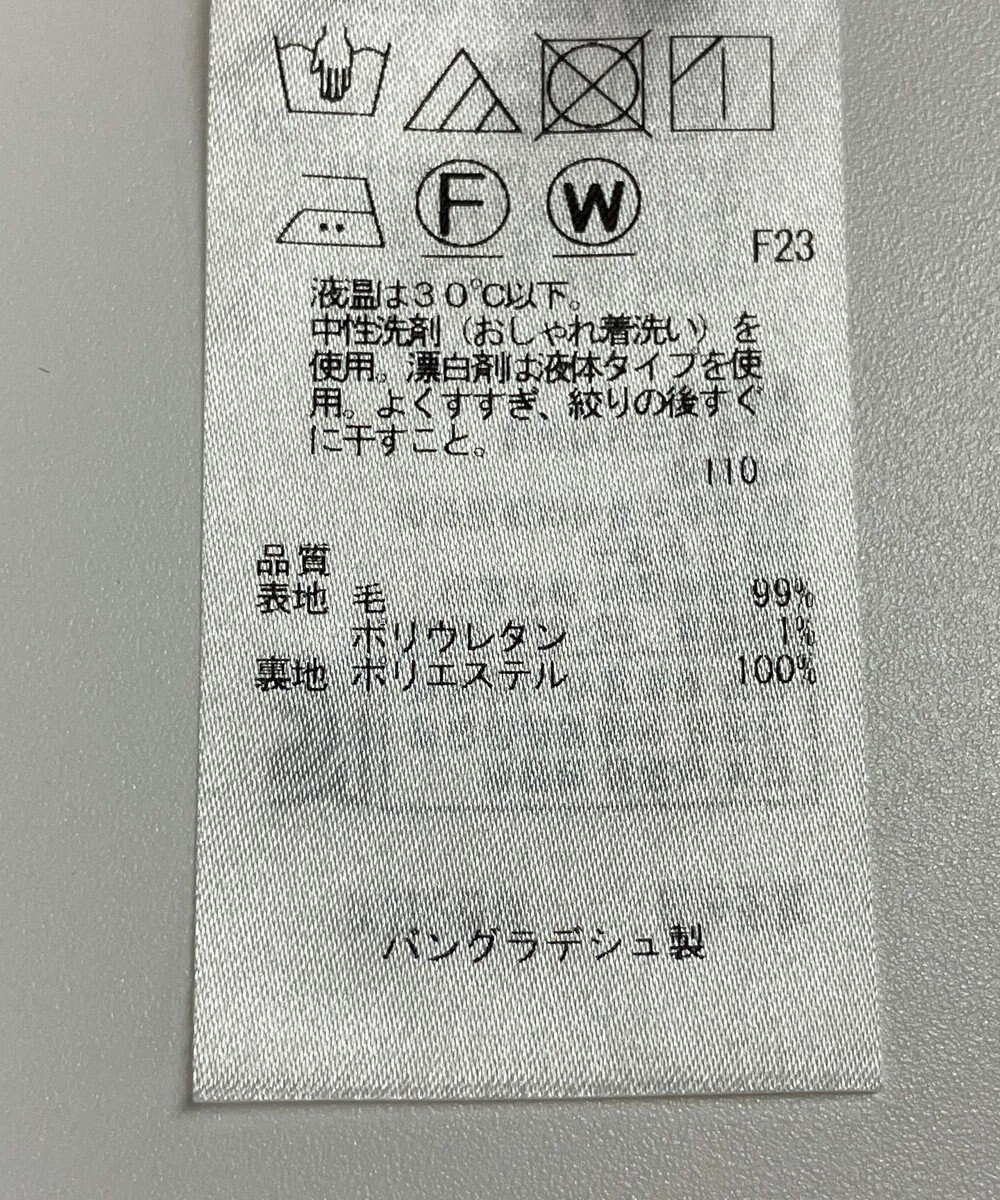 F W
F23
液温は30℃以下。
中性洗剤（おしゃれ着洗い）を
使用。漂白剤は液体タイプを使
用。よくすすぎ、絞りの後すぐ
に干すこと。
110
品質
表地 毛 99%
ポリウレタン 1%
裏地 ポリエステル 100%
バングラデシュ製